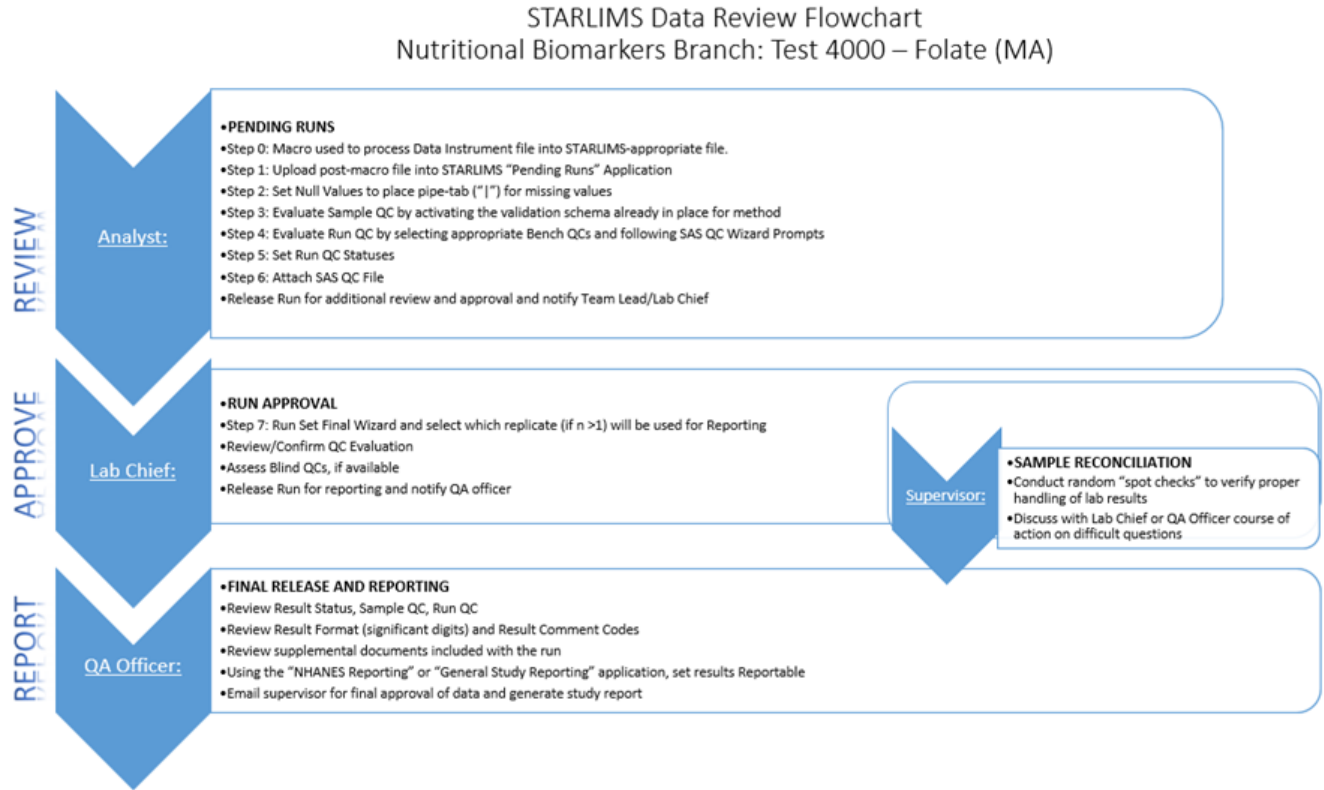 STARLIMS Data Review Flowchart
Nutritional Biomarkers Branch: Test 4000 – Folate (MA)
REVIEW
Analyst:
•PENDING RUNS
•Step 0: Macro used to process Data Instrument file into STARLIMS-appropriate file.
•Step 1: Upload post-macro file into STARLIMS “Pending Runs” Application
•Step 2: Set Null Values to place pipe-tab (“|”) for missing values
•Step 3: Evaluate Sample QC by activating the validation schema already in place for method
•Step 4: Evaluate Run QC by selecting appropriate Bench QCs and following SAS QC Wizard Prompts
•Step 5: Set Run QC Statuses
•Step 6: Attach SAS QC File
•Release Run for additional review and approval and notify Team Lead/Lab Chief
APPROVE
Lab Chief:
•RUN APPROVAL
•Step 7: Run Set Final Wizard and select which replicate (if n >1) will be used for Reporting
•Review/Confirm QC Evaluation
•Assess Blind QCs, if available
•Release Run for reporting and notify QA officer
Supervisor:
•SAMPLE RECONCILIATION
•Conduct random “spot checks” to verify proper
handling of lab results
•Discuss with Lab Chief or QA Officer course of
action on difficult questions
REPORT
QA Officer:
•FINAL RELEASE AND REPORTING
•Review Result Status, Sample QC, Run QC
•Review Result Format (significant digits) and Result Comment Codes
•Review supplemental documents included with the run
•Using the “NHANES Reporting” or “General Study Reporting” application, set results Reportable
•Email supervisor for final approval of data and generate study report